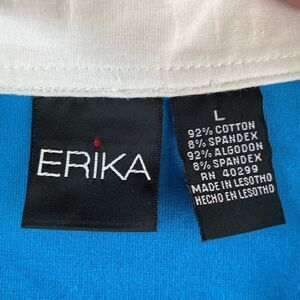 ERIKA
L
92% COTTON
8% SPANDEX
92% ALGODON
8% SPANDEX
RN 40299
MADE IN LESOTHO
HECHO EN LESOTHO